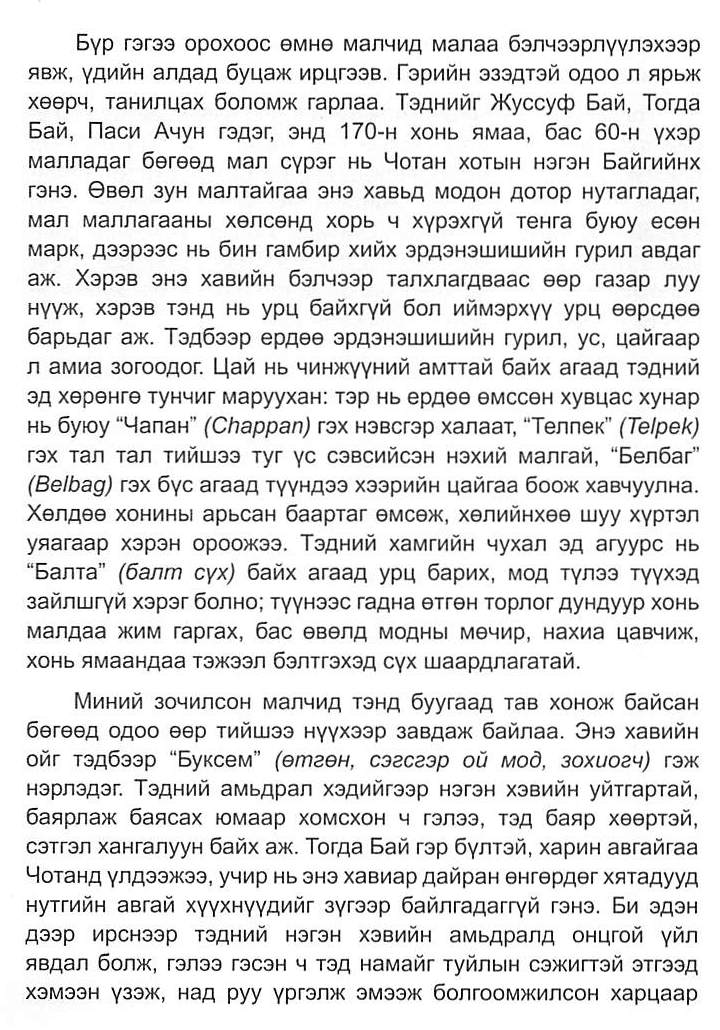 Бүр гэгээ орохоос өмнө малчид малаа бэлчээрлүүлэхээр
явж, үдийн алдад буцаж ирцгээв. Гэрийн эзэдтэй одоо л ярьж
хөөрч, танилцах боломж гарлаа. Тэднийг Жуссуф Бай, Тогда
Бай, Паси Ачун гэдэг, энд 170-н хонь ямаа, бас 60-н үхэр
малладаг бөгөөд мал сүрэг нь Чотан хотын нэгэн Байгийнх
гэнэ. Өвөл зун малтайгаа энэ хавьд модон дотор нутагладаг,
мал маллагааны хөлсөнд хорь ч хүрэхгүй тенга буюу есөн
марк, дээрээс нь бин гамбир хийх эрдэнэшишийн гурил авдаг
аж. Хэрэв энэ хавийн бэлчээр талхлагдваас өөр газар луу
нүүж, хэрэв тэнд нь урц байхгүй бол иймэрхүү урц өөрсдөө
барьдаг аж. Тэдбээр ердөө эрдэнэшишийн гурил, ус, цайгаар
л амиа зогоодог. Цай нь чинжүүний амттай байх агаад тэдний
эд хөрөнгө тунчиг маруухан: тэр нь ердөө өмссөн хувцас хунар
нь буюу “Чапан” (Chappan) гэх нэвсгэр халаат, “Телпек” (Telpek)
гэх тал тал тийшээ туг үс сэвсийсэн нэхий малгай, “Белбаг”
(Belbag) гэх бүс агаад түүндээ хээрийн цайгаа боож хавчуулна.
Хөлдөө хонины арьсан баартаг өмсөж, хөлийнхөө шуу хүртэл
уяагаар хэрэн ороожээ. Тэдний хамгийн чухал эд агуурс нь
“Балта” (балт сүх) байх агаад урц барих, мод түлээ түүхэд
зайлшгүй хэрэг болно; түүнээс гадна өтгөн торлог дундуур хонь
малдаа жим гаргах, бас өвөлд модны мөчир, нахиа цавчиж,
хонь ямаандаа тэжээл бэлтгэхэд сүх шаардлагатай.
Миний зочилсон малчид тэнд буугаад тав хонож байсан
бөгөөд одоо өөр тийшээ нүүхээр завдаж байлаа. Энэ хавийн
ойг тэдбээр “Буксем” (өтгөн, сэгсгэр ой мод, зохиогч) гэж
нэрлэдэг. Тэдний амьдрал хэдийгээр нэгэн хэвийн уйтгартай,
баярлаж баясах юмаар хомсхон ч гэлээ, тэд баяр хөөртэй,
сэтгэл хангалуун байх аж. Тогда Бай гэр бүлтэй, харин авгайгаа
Чотанд үлдээжээ, учир нь энэ хавиар дайран өнгөрдөг хятадууд
нутгийн авгай хүүхнүүдийг зүгээр байлгадаггүй гэнэ. Би эдэн
дээр ирснээр тэдний нэгэн хэвийн амьдралд онцгой үйл
явдал болж, гэлээ гэсэн ч тэд намайг туйлын сэжигтэй этгээд
хэмээн үзэж, над руу үргэлж эмээж болгоомжилсон харцаар